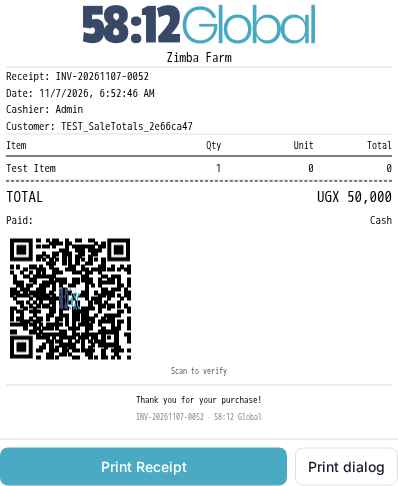 58:12Global
Zimba Farm
Receipt: INV-20261107-0052
Date: 11/7/2026, 6:52:46 AM
Cashier: Admin
Customer: TEST_SaleTotals_2e66ca47
Item Qty Unit Total
Test Item 1 0 0
TOTAL UGX 50,000
Paid: Cash
Scan to verify
Thank you for your purchase!
INV-20261107-0052 · 58:12 Global
Print Receipt Print dialog